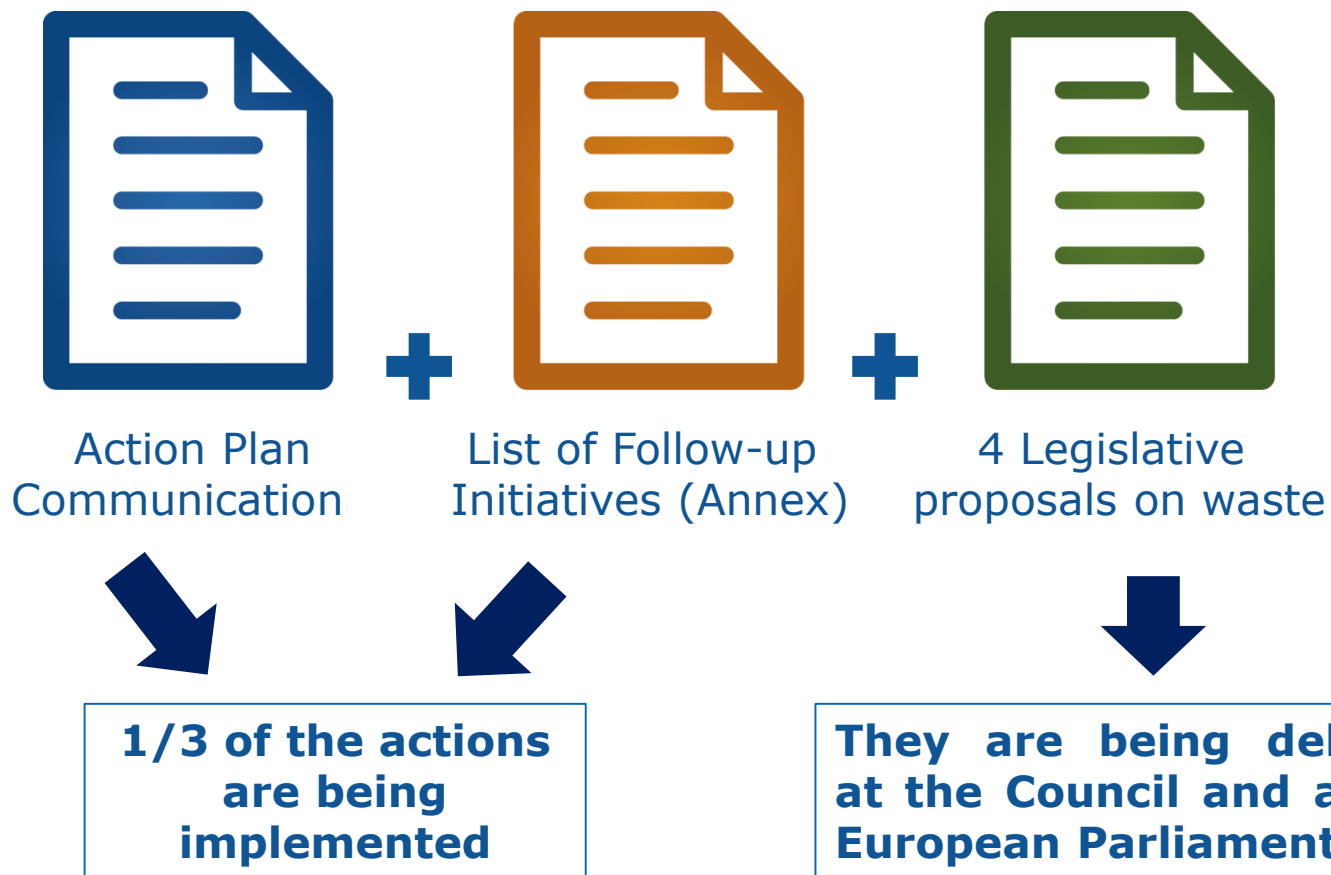 Action Plan
Communication
List of Follow-up
Initiatives (Annex)
4 Legislative
proposals on waste
1/3 of the actions
are being
implemented
They are being
at the Council and
European Parliament